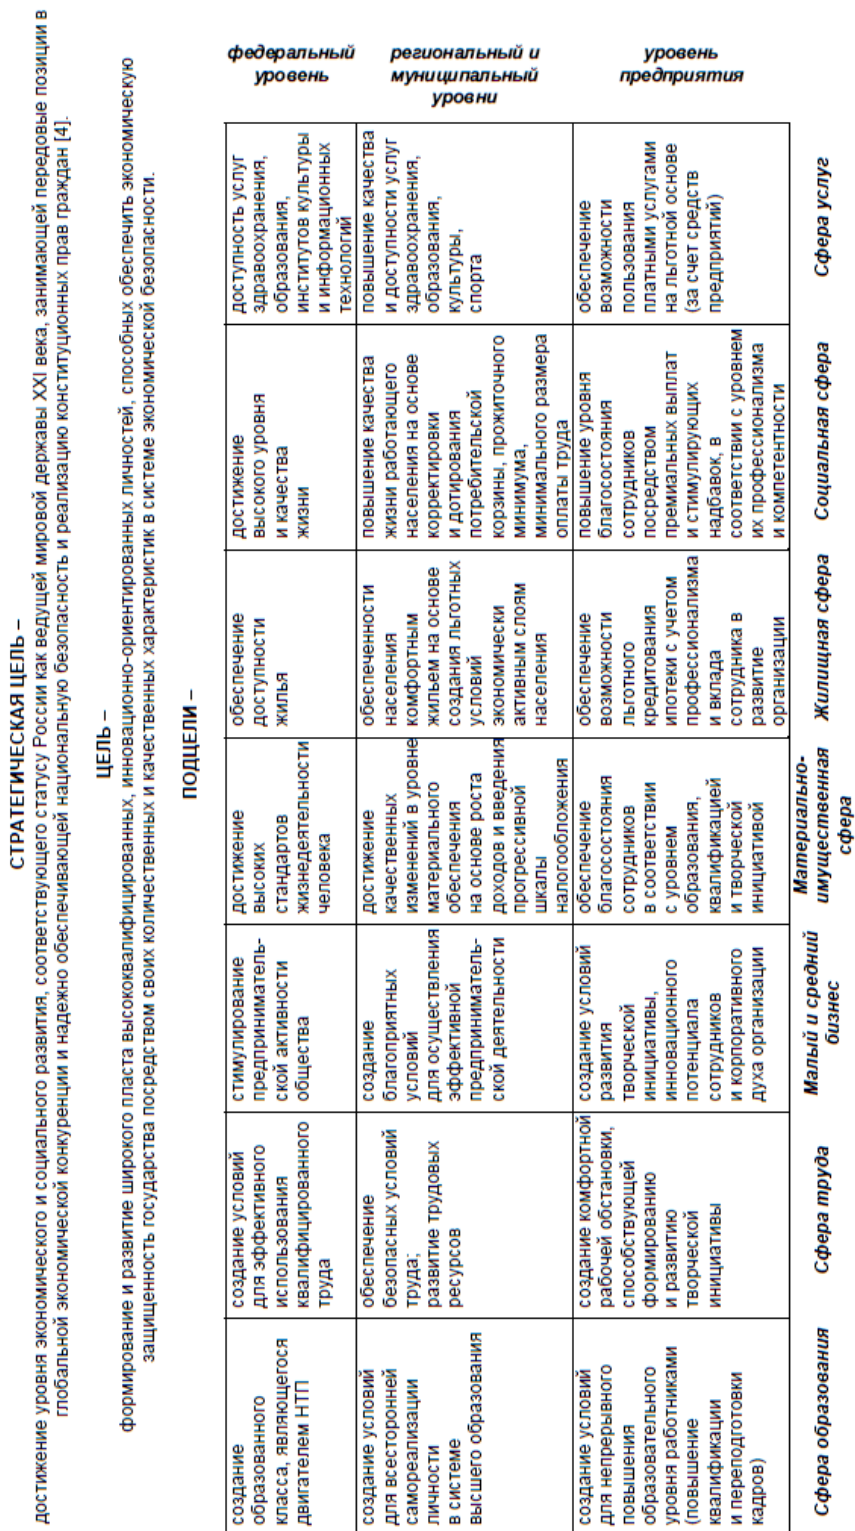 СТРАТЕГИЧЕСКАЯ ЦЕЛЬ –
достижение уровня экономического и социального развития, соответствующего статусу России как ведущей мировой державы XXI века, занимающей передовые позиции в
глобальной экономической конкуренции и надежно обеспечивающей национальную безопасность и реализацию конституционных прав граждан [4].
ЦЕЛЬ –
формирование и развитие широкого пласта высококвалифицированных, инновационно-ориентированных личностей, способных обеспечить экономическую
защищенность государства посредством своих количественных и качественных характеристик в системе экономической безопасности.
ПОДЦЕЛИ –
создание
образованного
класса, являющегося
двигателем НТП
создание условий
для эффективного
использования
квалифицированного
труда
стимулирование
предприниматель-
ской активности
общества
достижение
высоких
стандартов
жизнедеятельности
человека
обеспечение
доступности
жилья
достижение
высокого уровня
и качества
жизни
доступность услуг
здравоохранения,
образования,
институтов культуры
и информационных
технологий
федеральный
уровень
создание условий
для всесторонней
самореализации
личности
в системе
высшего образования
обеспечение
безопасных условий
труда;
развитие трудовых
ресурсов
создание
благоприятных
условий
для осуществления
эффективной
предприниматель-
ской деятельности
достижение
качественных
изменений в уровне
материального
обеспечения
на основе роста
доходов и введения
прогрессивной
шкалы
налогообложения
обеспеченности
населения
комфортным
жильем на основе
создания льготных
условий
экономически
активным слоям
населения
повышение качества
жизни работающего
населения на основе
корректировки
и дотирования
потребительской
корзины, прожиточного
минимума,
минимального размера
оплаты труда
повышение качества
и доступности услуг
здравоохранения,
образования,
культуры,
спорта
региональный и
муниципальный
уровни
создание условий
для непрерывного
повышения
образовательного
уровня работниками
(повышение
квалификации
и переподготовки
кадров)
создание комфортной
рабочей обстановки,
способствующей
формированию
и развитию
творческой
инициативы
создание условий
развития
творческой
инициативы,
инновационного
потенциала
сотрудников
и корпоративного
духа организации
обеспечение
благосостояния
сотрудников
в соответствии
с уровнем
образования,
квалификацией
и творческой
инициативой
обеспечение
возможности
льготного
кредитования
ипотеки с учетом
профессионализма
и вклада
сотрудника в
развитие
организации
повышение уровня
благосостояния
сотрудников
посредством
премиальных выплат
и стимулирующих
надбавок, в
соответствии с уровнем
их профессионализма
и компетентности
обеспечение
возможности
пользования
платными услугами
на льготной основе
(за счет средств
предприятий)
уровень
предприятия
Сфера образования
Сфера труда
Малый и средний
бизнес
Материально-
имущественная
сфера
Жилищная сфера
Социальная сфера
Сфера услуг